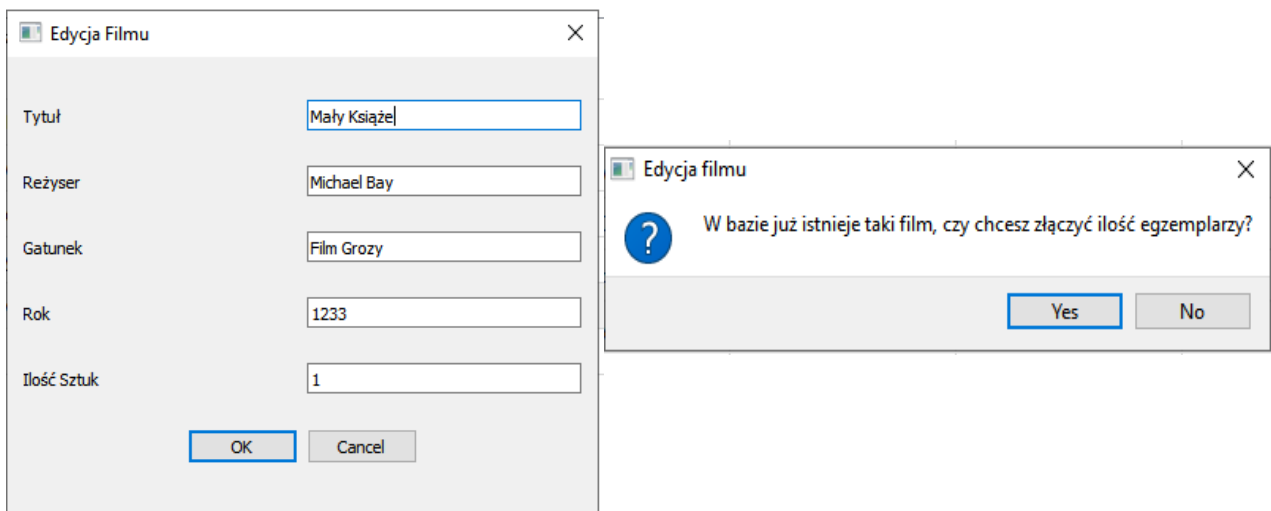 Edycja Filmu
Tytuł
Mały Książe
Reżyser
Michael Bay
Gatunek
Film Grozy
Rok
1233
Ilość Sztuk
1
OK
Cancel
Edycja filmu
W bazie już istnieje taki film, czy chcesz złączyć ilość egzemplarzy?
Yes
No